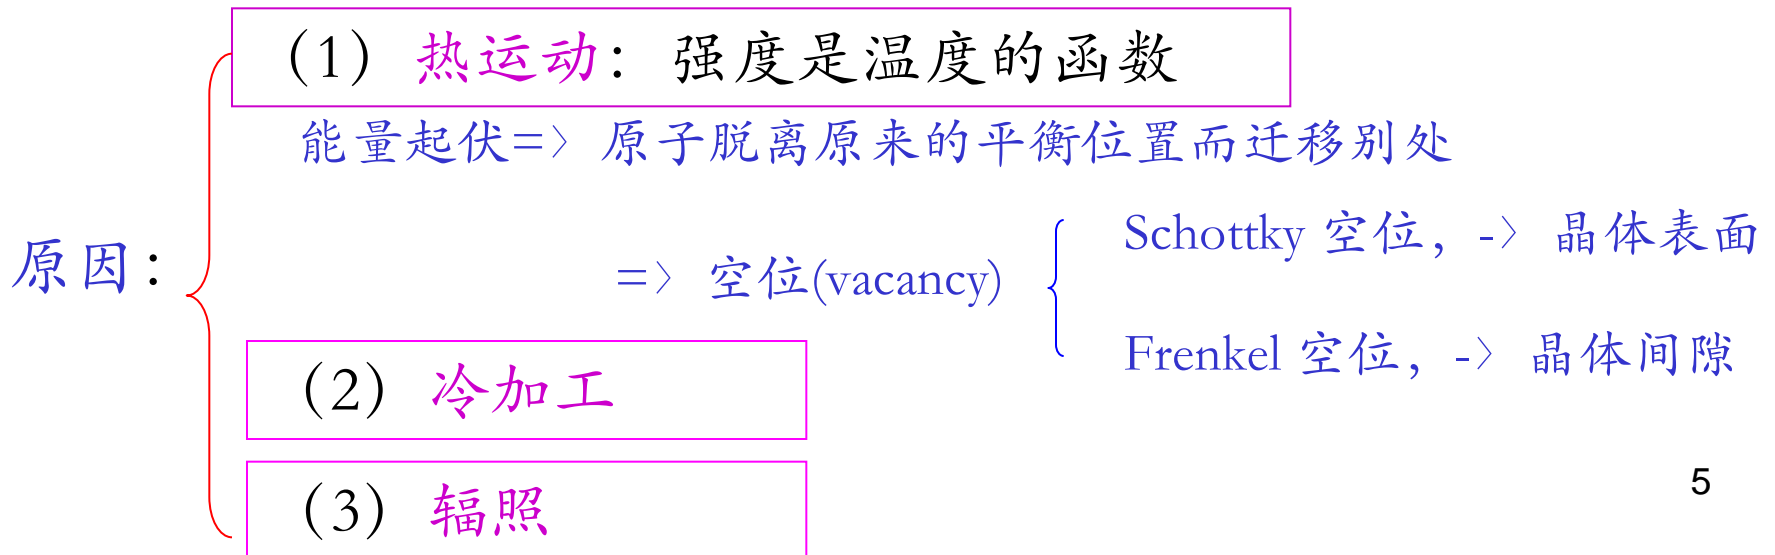 (1) 热运动: 强度是温度的函数
能量起伏=> 原子脱离原来的平衡位置而迁移别处
原因:
=> 空位(vacancy)
Schottky 空位, -> 晶体表面
Frenkel 空位, -> 晶体间隙
(2) 冷加工
(3) 辐照
5